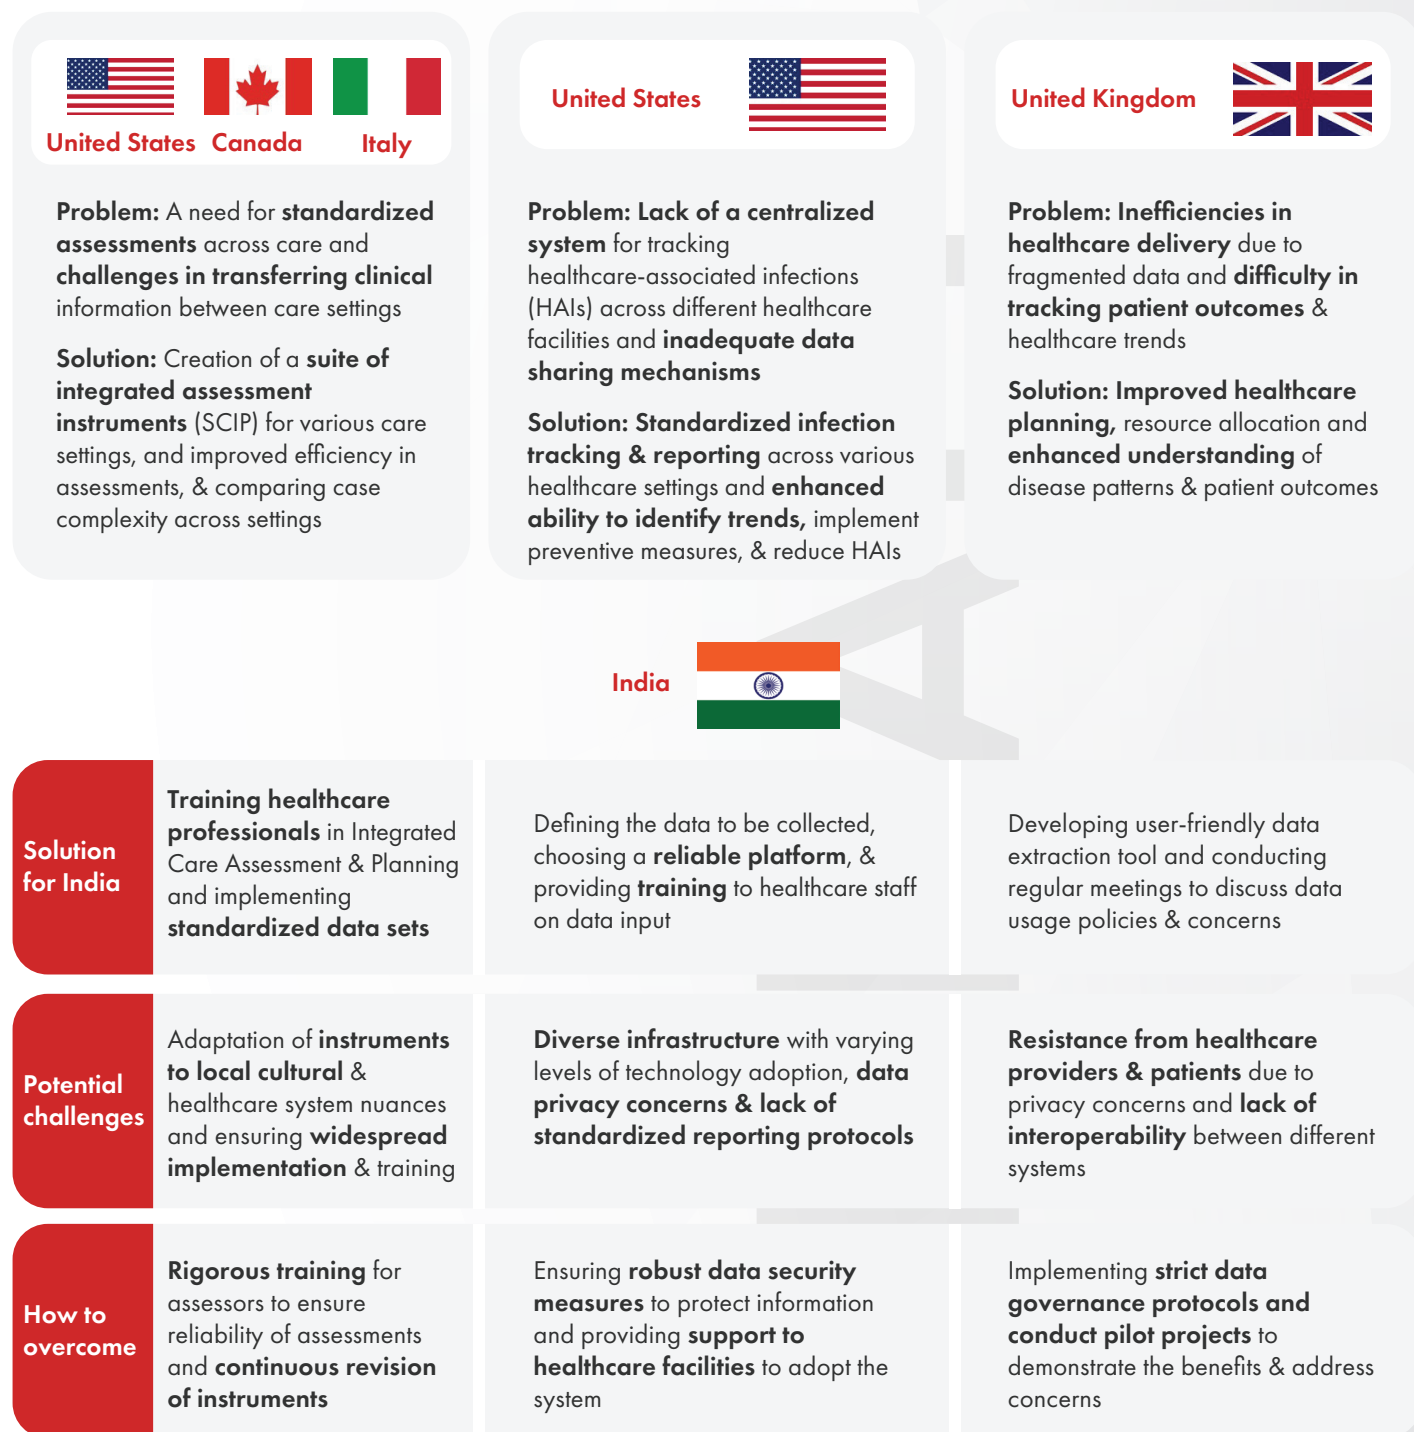 United States Canada Italy
Problem: A need for standardized
assessments across care and
challenges in transferring clinical
information between care settings
Solution: Creation of a suite of
integrated assessment
instruments (SCIP) for various care
settings, and improved efficiency in
assessments, & comparing case
complexity across settings
United States
Problem: Lack of a centralized
system for tracking
healthcare-associated infections
(HAIs) across different healthcare
facilities and inadequate data
sharing mechanisms
Solution: Standardized infection
tracking & reporting across various
healthcare settings and enhanced
ability to identify trends, implement
preventive measures, & reduce HAIs
United Kingdom
Problem: Inefficiencies in
healthcare delivery due to
fragmented data and difficulty in
tracking patient outcomes &
healthcare trends
Solution: Improved healthcare
planning, resource allocation and
enhanced understanding of
disease patterns & patient outcomes
India
Solution
for India
Training healthcare
professionals in Integrated
Care Assessment & Planning
and implementing
standardized data sets
Defining the data to be collected,
choosing a reliable platform, &
providing training to healthcare staff
on data input
Developing user-friendly data
extraction tool and conducting
regular meetings to discuss data
usage policies & concerns
Potential
challenges
Adaptation of instruments
to local cultural &
healthcare system nuances
and ensuring widespread
implementation & training
Diverse infrastructure with varying
levels of technology adoption, data
privacy concerns & lack of
standardized reporting protocols
Resistance from healthcare
providers & patients due to
privacy concerns and lack of
interoperability between different
systems
How to
overcome
Rigorous training for
assessors to ensure
reliability of assessments
and continuous revision
of instruments
Ensuring robust data security
measures to protect information
and providing support to
healthcare facilities to adopt the
system
Implementing strict data
governance protocols and
conduct pilot projects to
demonstrate the benefits & address
concerns